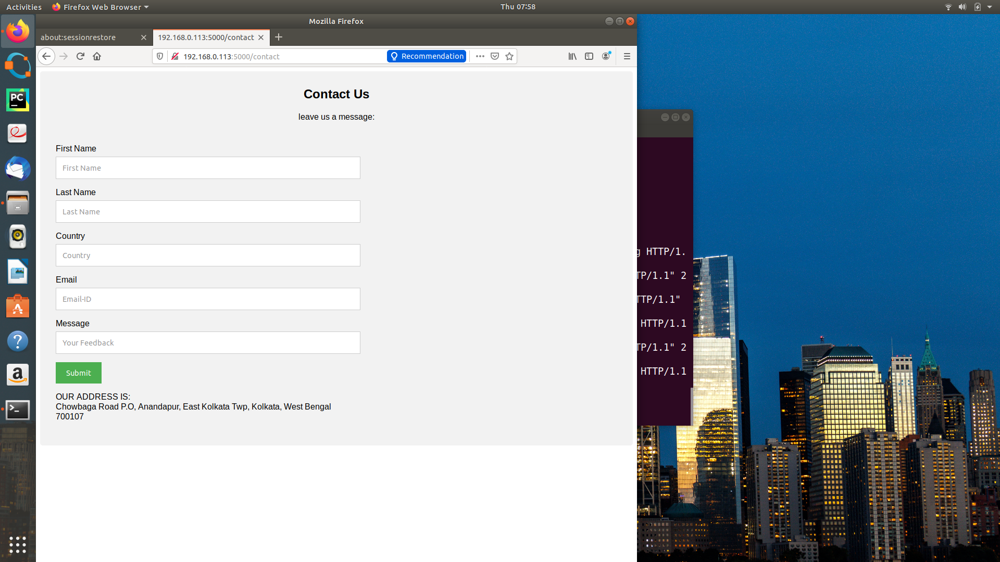 Activities
Firefox Web Browser
Thu 07:58
Mozilla Firefox
about:sessionrestore
192.168.0.113:5000/contact
192.168.0.113:5000/contact
Recommendation
Contact Us
leave us a message:
First Name
First Name
Last Name
Last Name
Country
Country
Email
Email-ID
Message
Your Feedback
Submit
OUR ADDRESS IS:
Chowbaga Road P.O, Anandapur, East Kolkata Twp, Kolkata, West Bengal
700107
g HTTP/1.
TP/1.1" 2
TTP/1.1"
HTTP/1.1
TP/1.1" 2
HTTP/1.1
PC